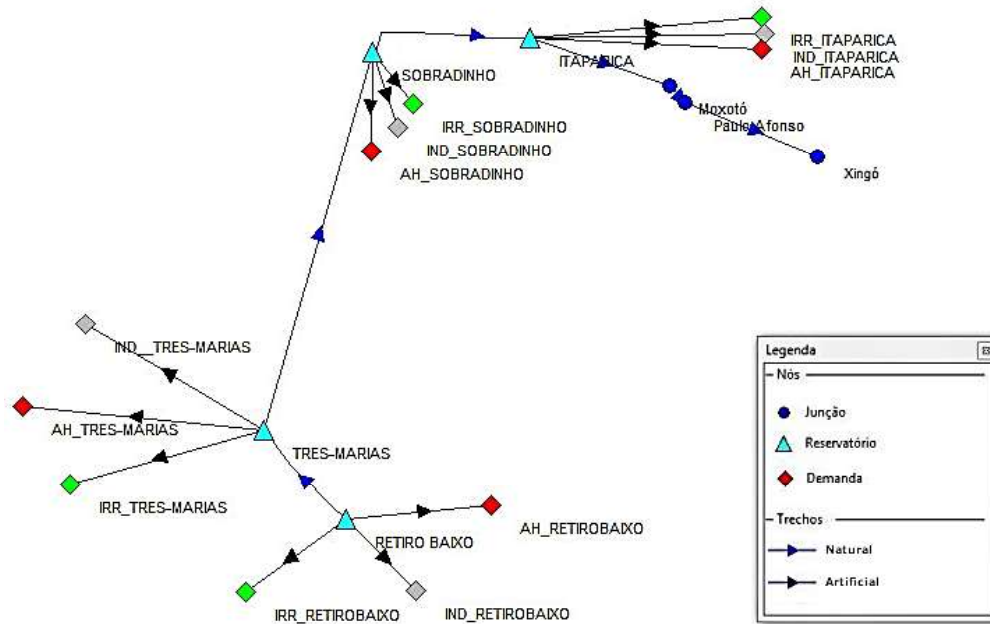 IRR_ITAPARICA
ITAPARICA
IND_ITAPARICA
SOBRADINHO
AH_ITAPARICA
Moxotó
IRR_SOBRADINHO
Paulo Afonso
IND_SOBRADINHO
AH_SOBRADINHO
Xingó
IND__TRES-MARIAS
AH_TRES-MARIAS
TRES-MARIAS
IRR_TRES-MARIAS
AH_RETIROBAIXO
RETIRO BAIXO
IRR_RETIROBAIXO
IND_RETIROBAIXO
Legenda
Nós
Junção
Reservatório
Demanda
Trechos
Natural
Artificial